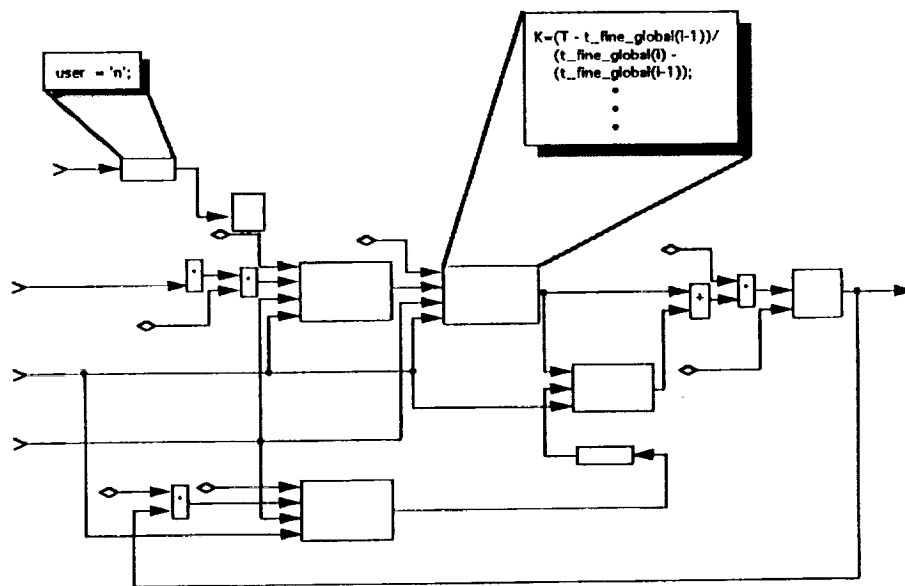 user = 'n';
K=(T - t_fine_global(i-1))/
(t_fine_global(i) -
(t_fine_global(i-1));